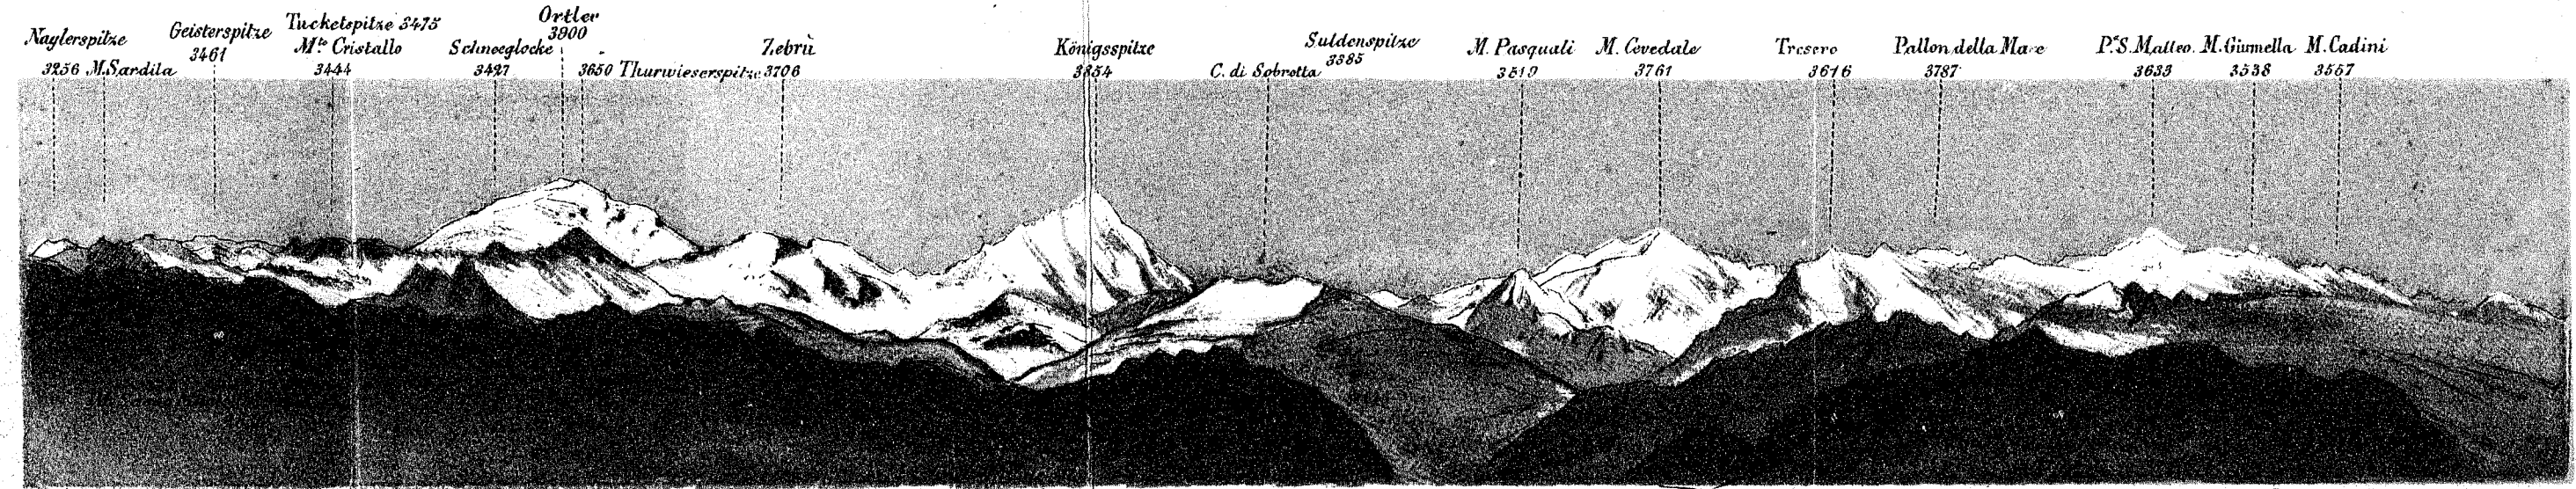 Naglerspitze
3256 M. Sardila
Geisterspitze
3461
Tucketspitze 3475
Mte Cristallo
3444
Schneeglocke
3427
Ortler
3900
3650 Thurwieserspitze
Zebrù
3706
Königsspitze
3854
C. di Sobretta
Suldenspitze
3385
M. Pasquali
3519
M. Cevedale
3761
Tresero
3616
Pallon della Mare
3787
P. S. Matteo.
3633
M. Giumella
3538
M. Cadini
3557